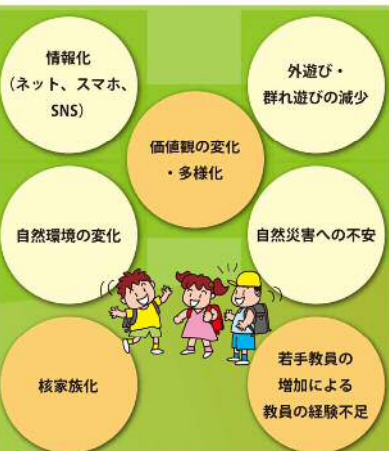 情報化
(ネット、スマホ、
SNS)
外遊び・
群れ遊びの減少
価値観の変化
・多様化
自然環境の変化
自然災害への不安
核家族化
若手教員の
増加による
教員の経験不足